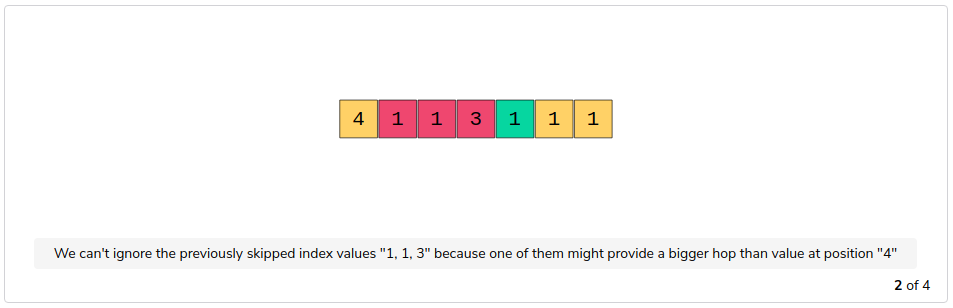 4 1 1 3 1 1 1
We can't ignore the previously skipped index values "1, 1, 3" because one of them might provide a bigger hop than value at position "4"
2 of 4